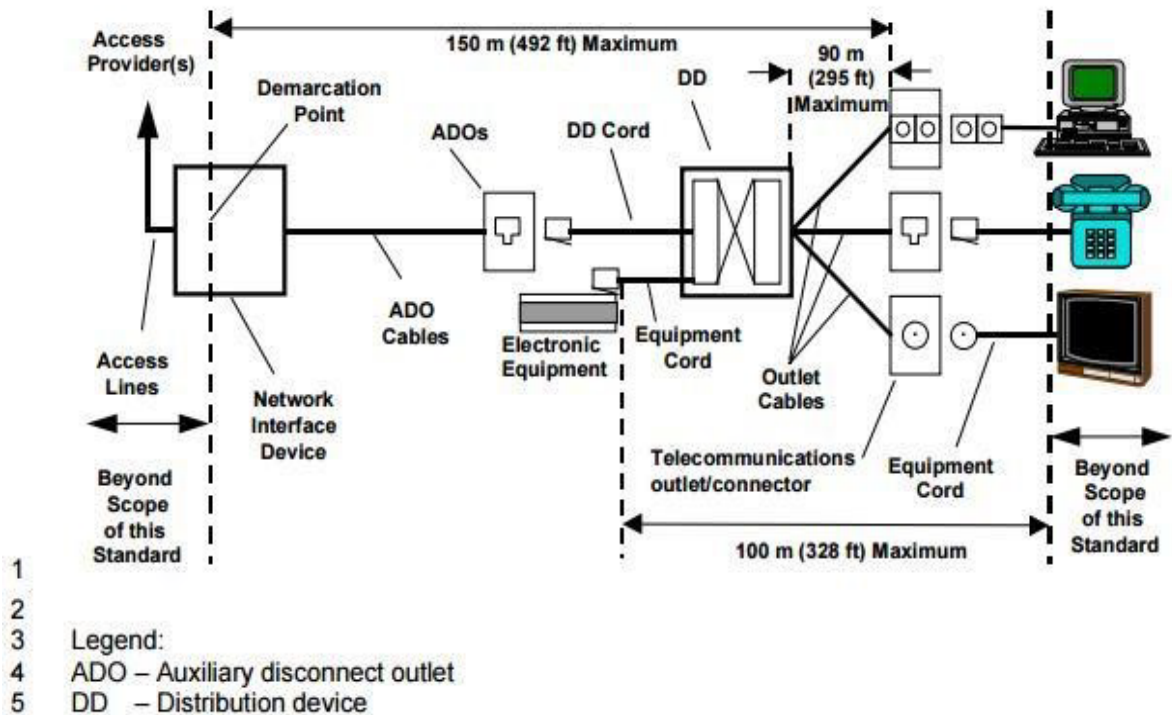 Access
Provider(s)
150 m (492 ft) Maximum
90 m
(295 ft)
Maximum
Demarcation
Point
ADOs
DD Cord
DD
ADO
Cables
Electronic
Equipment
Equipment
Cord
Outlet
Cables
Access
Lines
Network
Interface
Device
Telecommunications
outlet/connector
Equipment
Cord
Beyond
Scope
of this
Standard
Beyond
Scope
of this
Standard
100 m (328 ft) Maximum
1
2
3 Legend:
4 ADO – Auxiliary disconnect outlet
5 DD – Distribution device